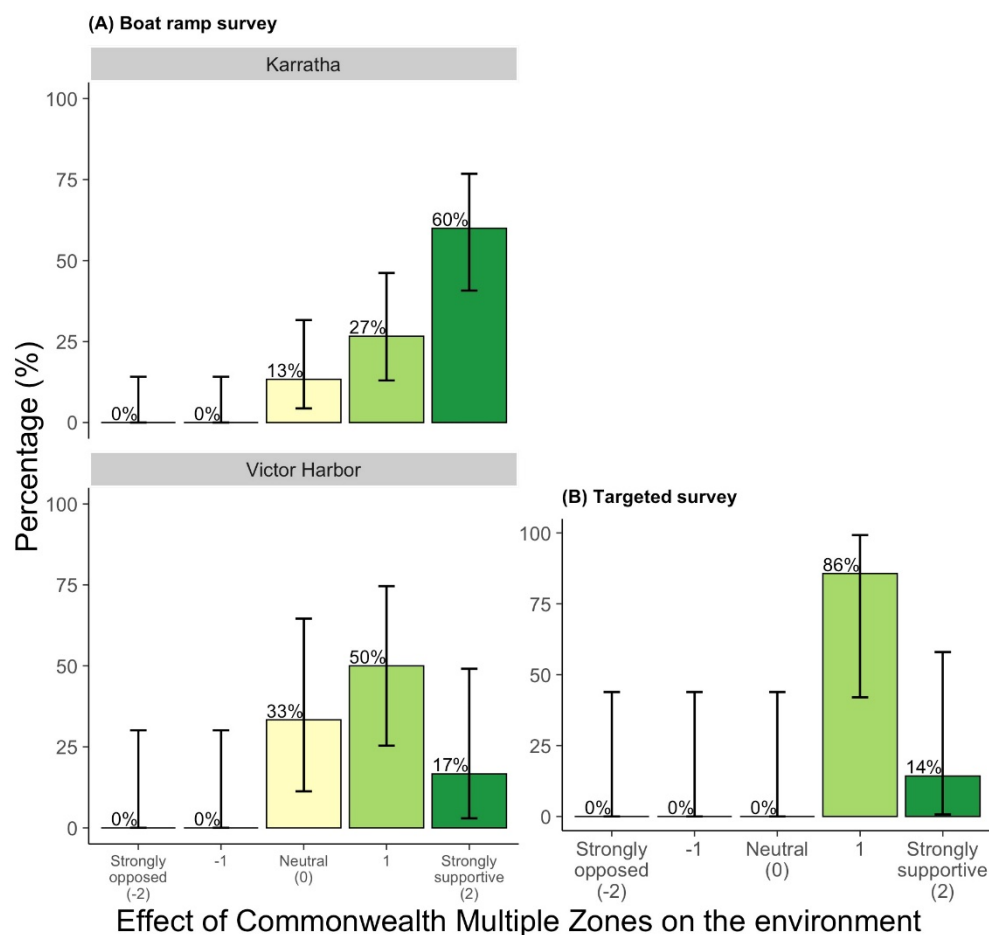 (A) Boat ramp survey
Karratha
Percentage (%)
100
75
50
25
0
0%
0%
13%
27%
60%
Victor Harbor
100
75
50
25
0
0%
0%
33%
50%
17%
Strongly
opposed
(-2)
-1
Neutral
(0)
1
Strongly
supportive
(2)
(B) Targeted survey
100
75
50
25
0
0%
0%
0%
86%
14%
Strongly
opposed
(-2)
-1
Neutral
(0)
1
Strongly
supportive
(2)
Effect of Commonwealth Multiple Zones on the environment